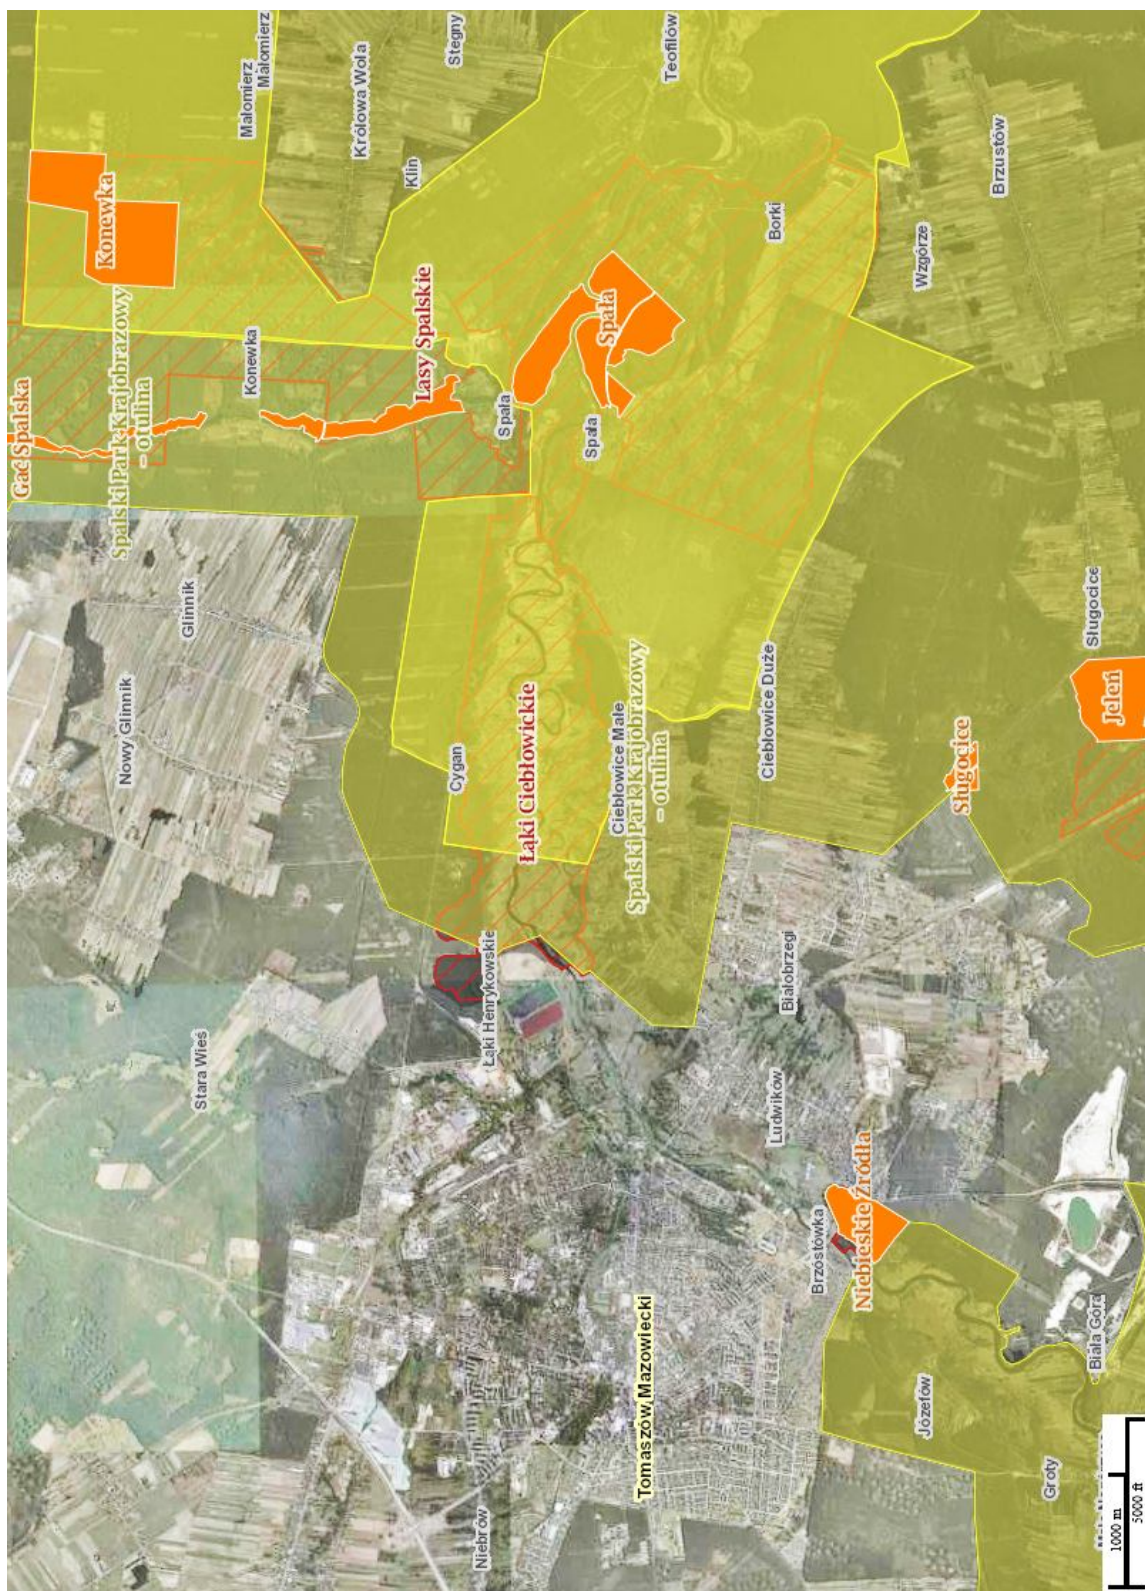 Niebrów
Stara Wieś
Nowy Glinnik
Glinnik
Gać Spalska
Spalski Park Krajobrazowy
- otulina
Konewka
Konewka
Małomierz
Małomierz
Królowa Wola
Stegny
Klin
Lasy Spalskie
Cygan
Łąki Henrykowskie
Łąki Ciebłowickie
Spała
Spała
Spała
Teofilów
Tomaszów Mazowiecki
Ciebłowice Małe
Spalski Park Krajobrazowy
- otulina
Borki
Ludwików
Białobrzegi
Ciebłowice Duże
Brzóstówka
Niebieskie Źródła
Wzgórze
Brzustów
Józefów
Sługocice
Groty
Biała Góra
Jeleń
Sługocice
1000 m
5000 ft